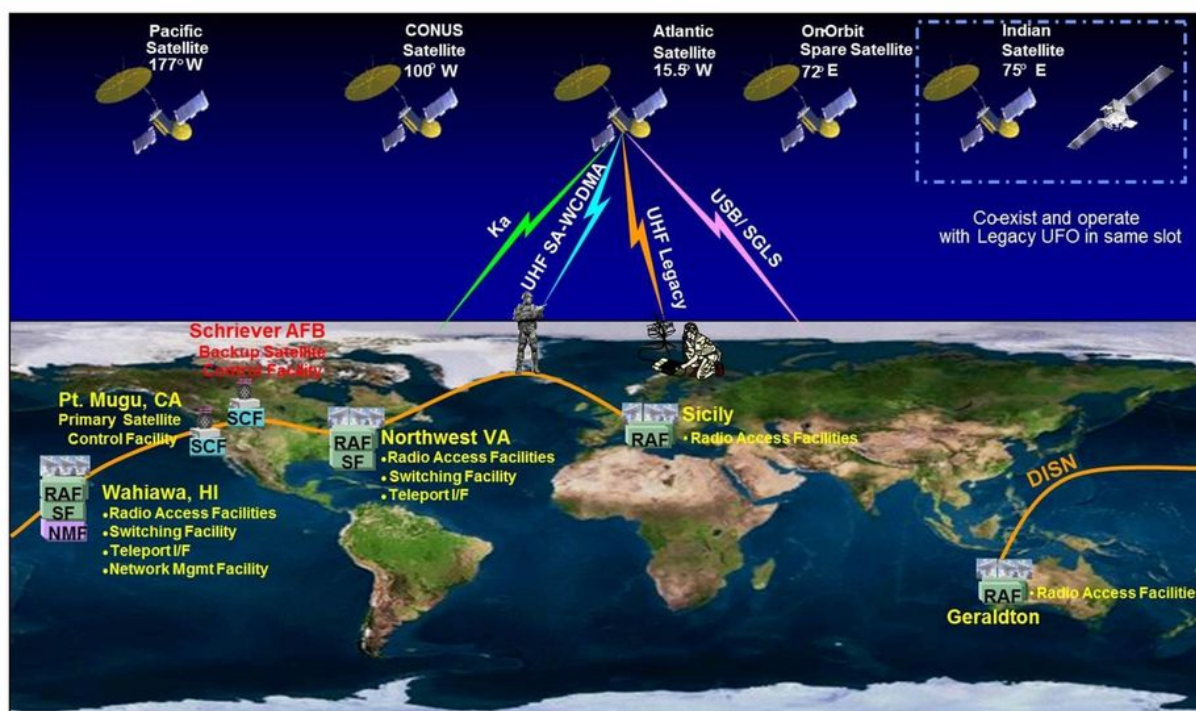 Pacific
Satellite
177° W
CONUS
Satellite
100° W
Atlantic
Satellite
15.5° W
On-Orbit
Spare Satellite
72° E
Indian
Satellite
75° E
Co-exist and operate
with Legacy UFO in same slot
Ka
UHF SA-WCDMA
UHF Legacy
USB/ SGLS
Schriever AFB
Backup Satellite
Control Facility
SCF
Pt. Mugu, CA
Primary Satellite
Control Facility
SCF
RAF
SF
Northwest VA
• Radio Access Facilities
• Switching Facility
• Teleport I/F
RAF
Sicily
• Radio Access Facilities
RAF
SF
NMF
Wahiawa, HI
• Radio Access Facilities
• Switching Facility
• Teleport I/F
• Network Mgmt Facility
DISN
RAF
• Radio Access Facilities
Geraldton